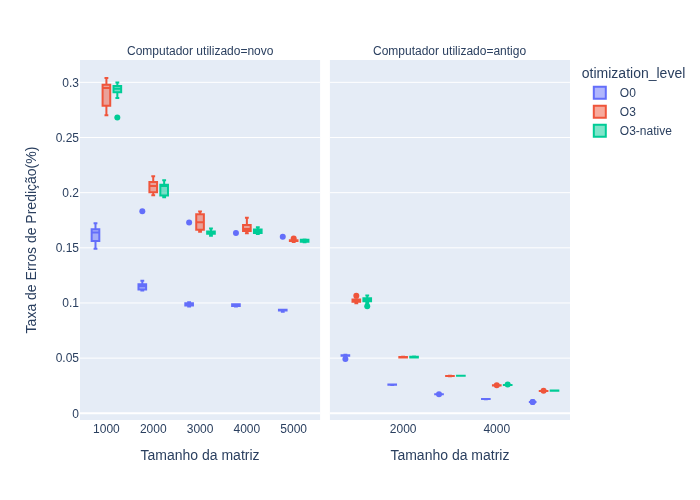 Computador utilizado=novo
Computador utilizado=antigo
otimization_level
O0
O3
O3-native
Taxa de Erros de Predição(%)
0.3
0.25
0.2
0.15
0.1
0.05
0
1000 2000 3000 4000 5000
2000 4000
Tamanho da matriz
Tamanho da matriz